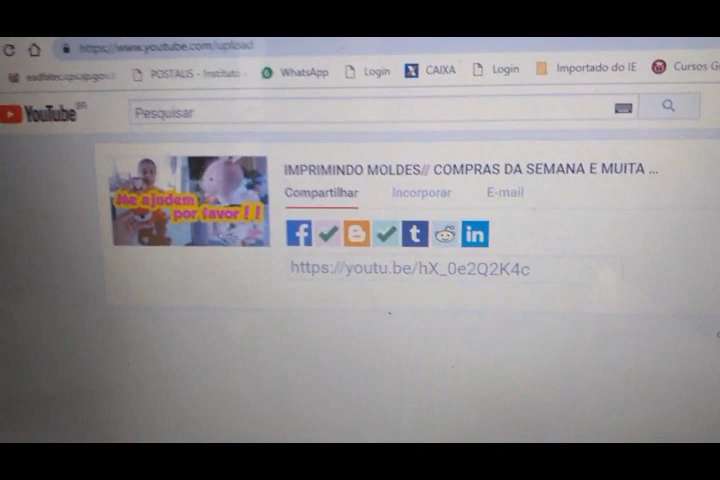 https://www.youtube.com/upload
POSTALIS - Instituto WhatsApp Login CAIXA Login Importado do IE Cursos G
YouTube BR Pesquisar
IMPRIMINDO MOLDES// COMPRAS DA SEMANA E MUITA ...
Compartilhar Incorporar E-mail
Me ajudem
por favor!!
https://youtu.be/hX_0e2Q2K4c